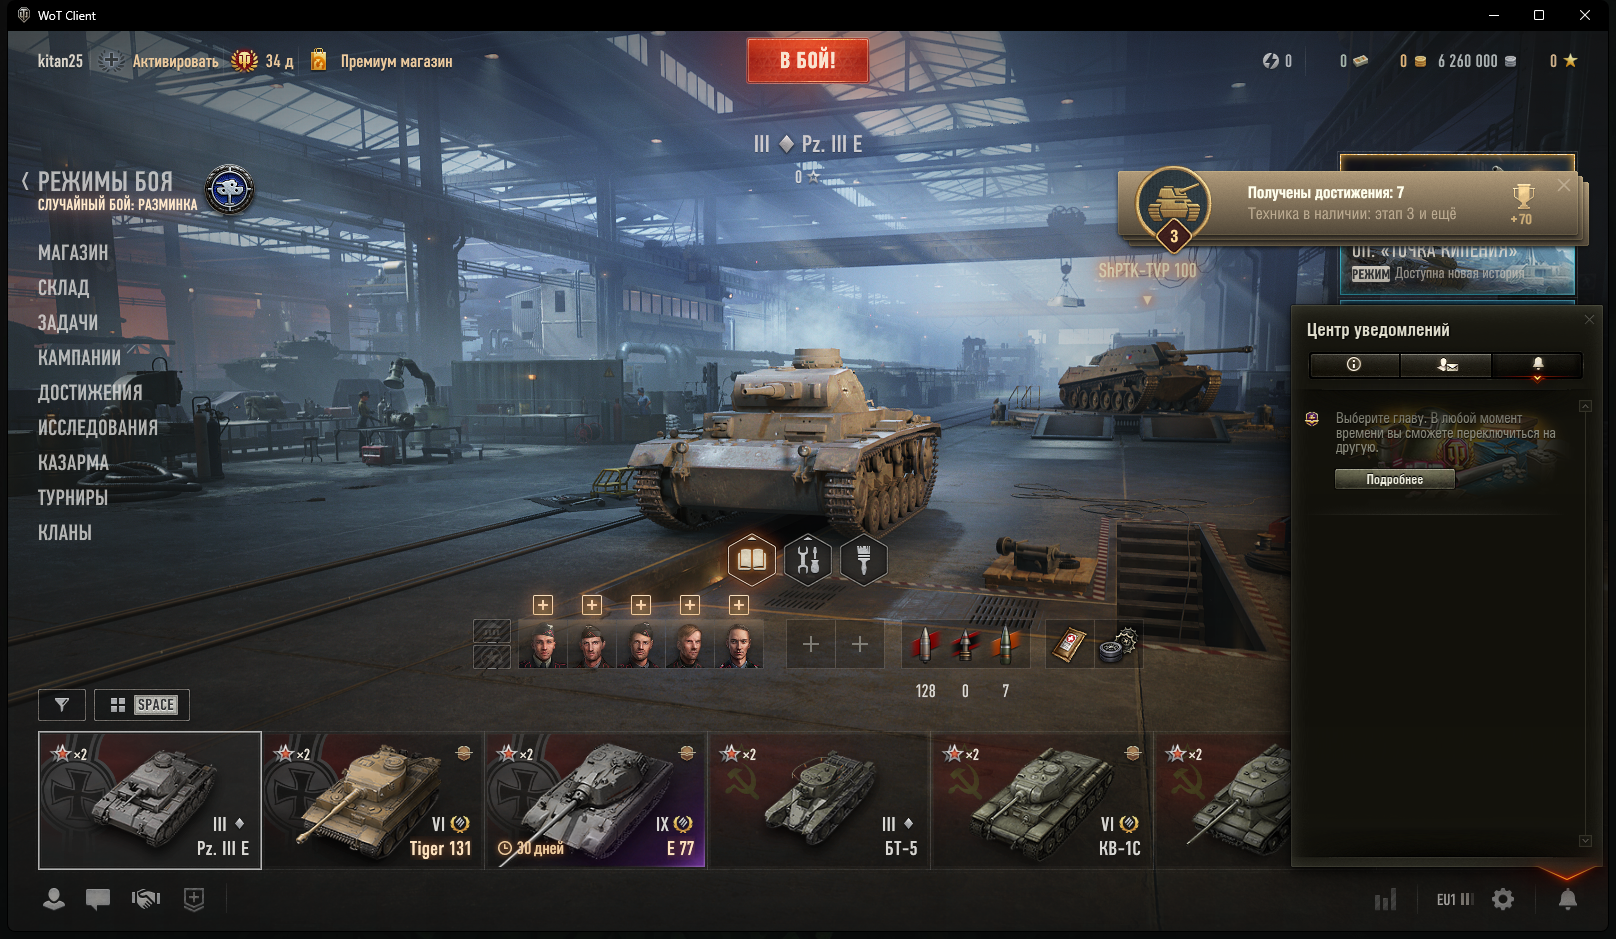 WoT Client
kitan25
Активировать
34 д
Премиум магазин
В БОЙ!
0
0
0
6 260 000
0
III Pz. III E
0
РЕЖИМЫ БОЯ
СЛУЧАЙНЫЙ БОЙ: РАЗМИНКА
МАГАЗИН
СКЛАД
ЗАДАЧИ
КАМПАНИИ
ДОСТИЖЕНИЯ
ИССЛЕДОВАНИЯ
КАЗАРМА
ТУРНИРЫ
КЛАНЫ
Получены достижения: 7
Техника в наличии: этап 3 и ещё
+70
3
ShPTK-TVP 100
ОП. «ТОЧКА КИПЕНИЯ»
РЕЖИМ Доступна новая история
Центр уведомлений
Выберите главу. В любой момент
времени вы сможете переключиться на
другую.
Подробнее
128
0
7
SPACE
×2
III
Pz. III E
×2
VI
Tiger 131
×2
IX
30 дней
E 77
×2
III
БТ-5
×2
VI
КВ-1С
×2
EU1